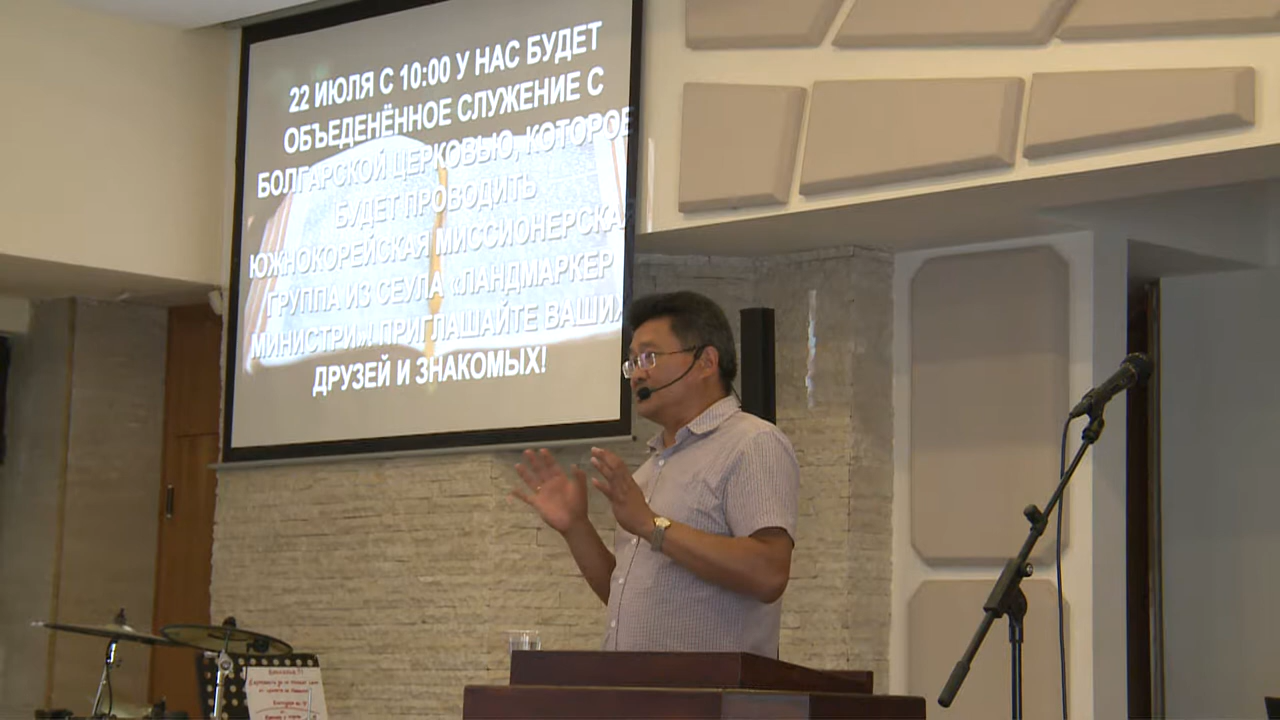 22 ИЮЛЯ С 10:00 У НАС БУДЕТ
ОБЪЕДЕНЁННОЕ СЛУЖЕНИЕ С
БОЛГАРСКОЙ ЦЕРКОВЬЮ, КОТОРОЕ
БУДЕТ ПРОВОДИТЬ
ЮЖНОКОРЕЙСКАЯ МИССИОНЕРСКАЯ
ГРУППА ИЗ СЕУЛА «ЛАНДМАРКЕР
МИНИСТРИ» ПРИГЛАШАЙТЕ ВАШИХ
ДРУЗЕЙ И ЗНАКОМЫХ!